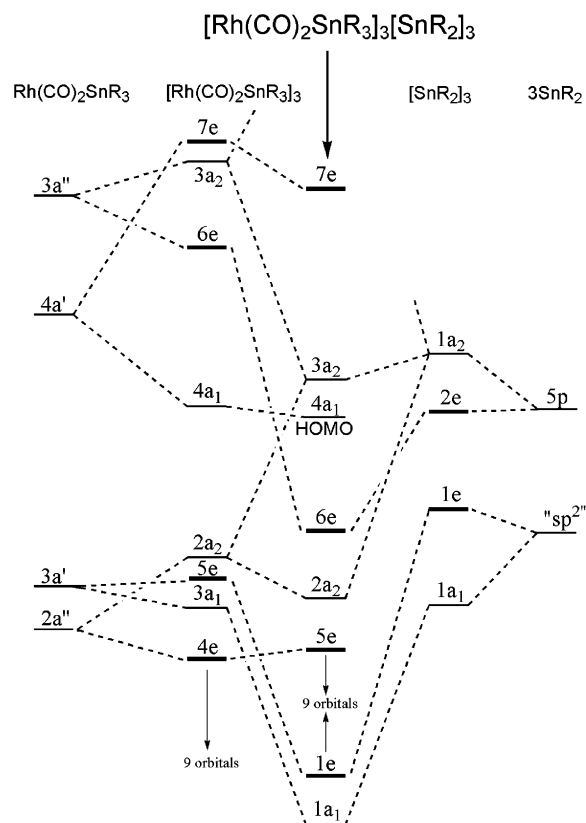 [Rh(CO)₂SnR₃]₃[SnR₂]₃
Rh(CO)₂SnR₃ [Rh(CO)₂SnR₃]₃ [SnR₂]₃ 3SnR₂
7e
3a₂
7e
3a"
6e
4a'
1a₂
3a₂
4a₁ 4a₁ 2e 5p
HOMO
1e "sp²"
6e
2a₂
3a' 5e 2a₂ 1a₁
3a₁
2a"
4e 5e
9 orbitals
9 orbitals
1e
1a₁